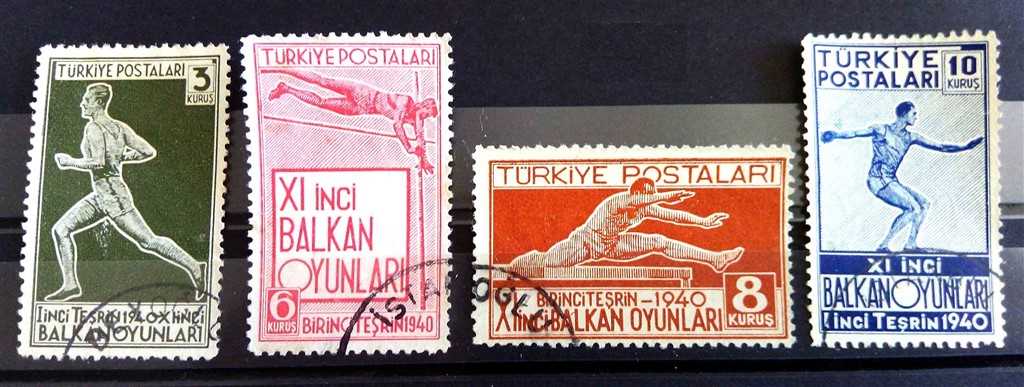 TÜRKİYE POSTALARI
3
KURUŞ
I İNCİ TEŞRİN 1940 XI İNCİ
BALKAN OYUNLARI
TÜRKİYE POSTALARI
XI İNCİ
BALKAN
OYUNLARI
6
KURUŞ
BİRİNCİTEŞRİN 1940
TÜRKİYE POSTALARI
BİRİNCİTEŞRİN-1940
XI İNCİ BALKAN OYUNLARI
8
KURUŞ
TÜRKİYE
POSTALARI
10
KURUŞ
XI İNCİ
BALKAN OYUNLARI
I İNCİ TEŞRİN 1940